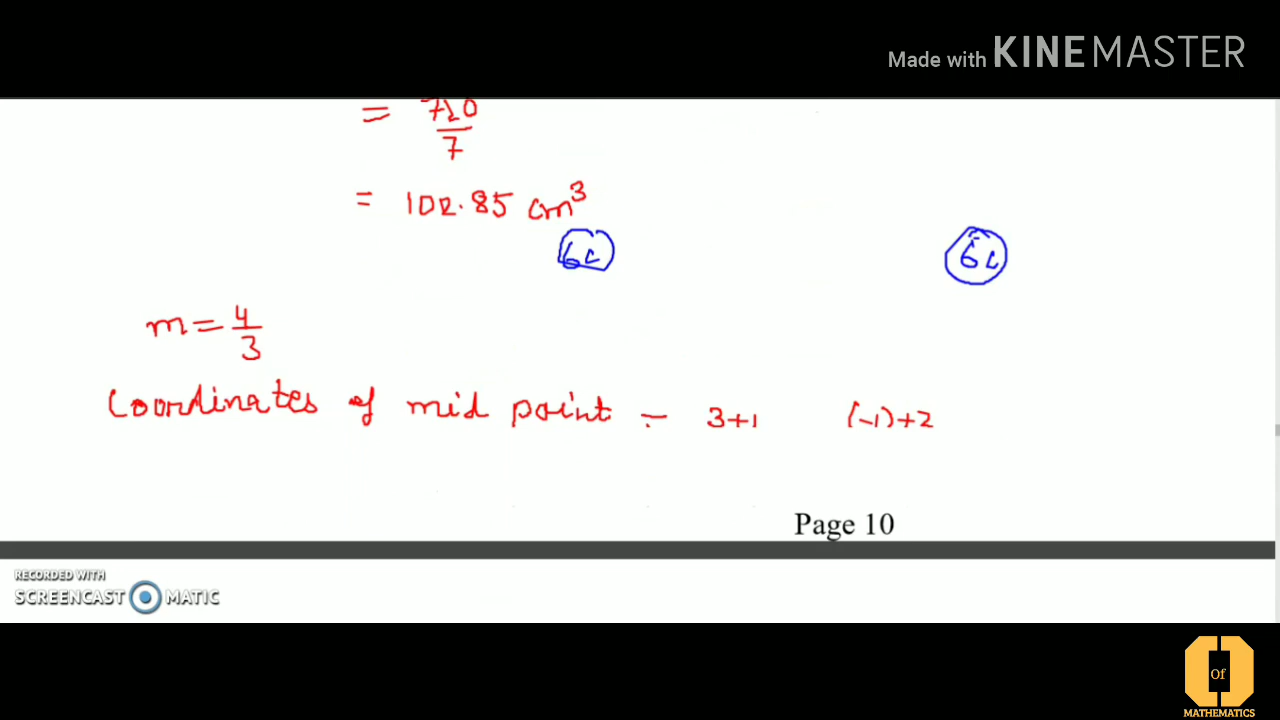 Made with KINEMASTER
= 720
7
= 102.85 cm³
6c 6c
m = 4
3
Coordinates of mid point = 3+1 (-1)+2
Page 10
RECORDED WITH
SCREENCAST MATIC
Of
MATHEMATICS